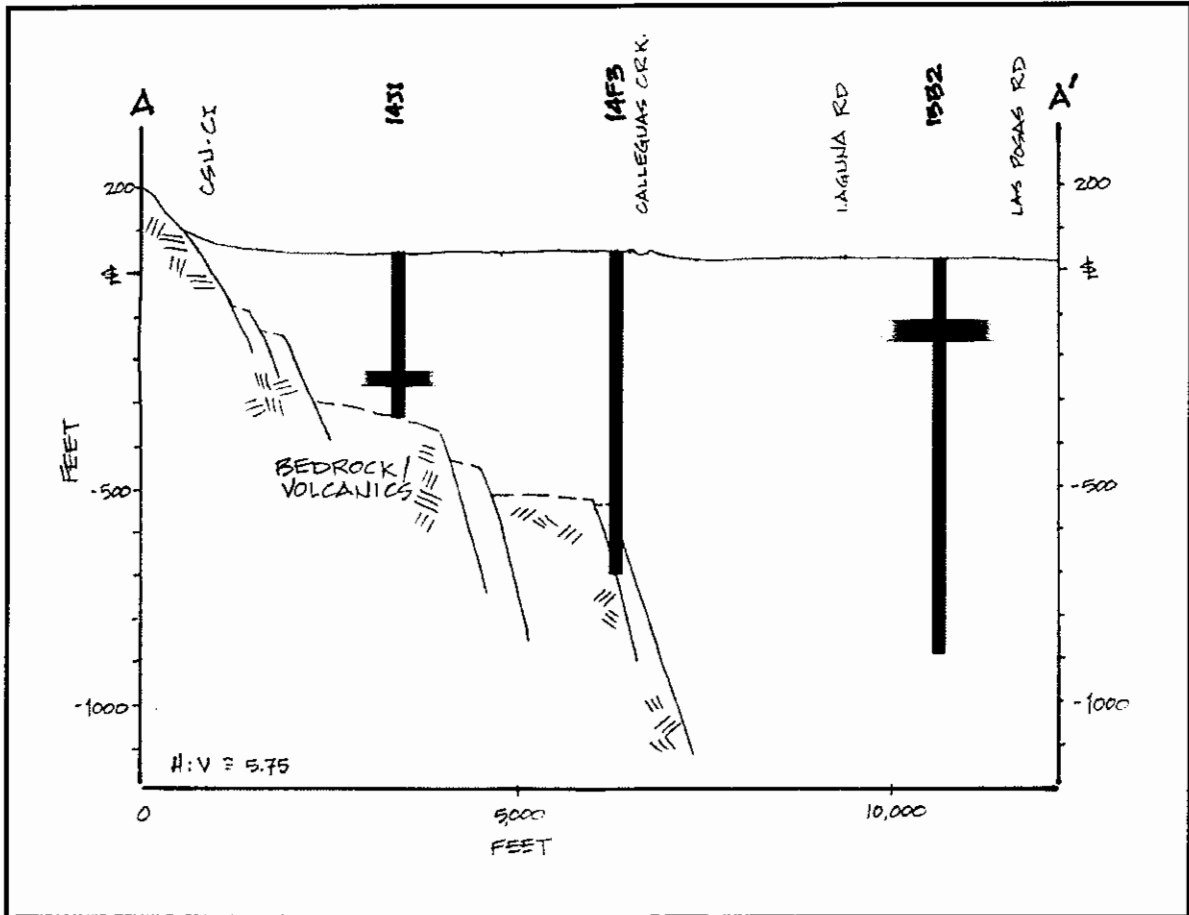 A
CSU-CI
14J1
14F3
CALLEGUAS CRK.
LAGUNA RD
15B2
LAS POSAS RD
A'
200
200
FEET
BEDROCK/
VOLCANICS
-500
-500
-1000
-1000
H:V ≅ 5.75
0
5,000
10,000
FEET